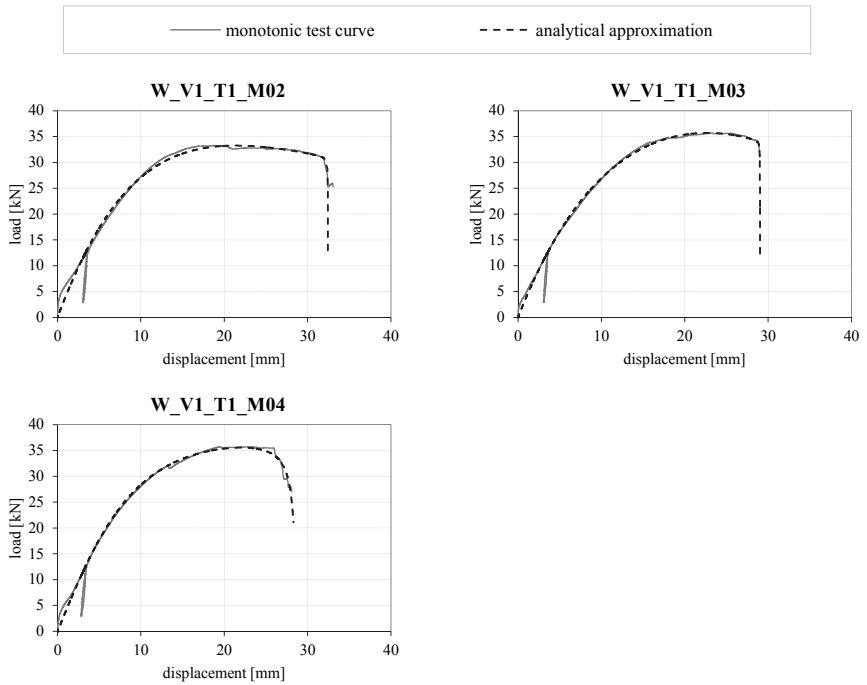 monotonic test curve analytical approximation
W_V1_T1_M02
40
35
30
25
20
15
10
5
0
load [kN]
0 10 20 30 40
displacement [mm]
W_V1_T1_M03
40
35
30
25
20
15
10
5
0
load [kN]
0 10 20 30 40
displacement [mm]
W_V1_T1_M04
40
35
30
25
20
15
10
5
0
load [kN]
0 10 20 30 40
displacement [mm]